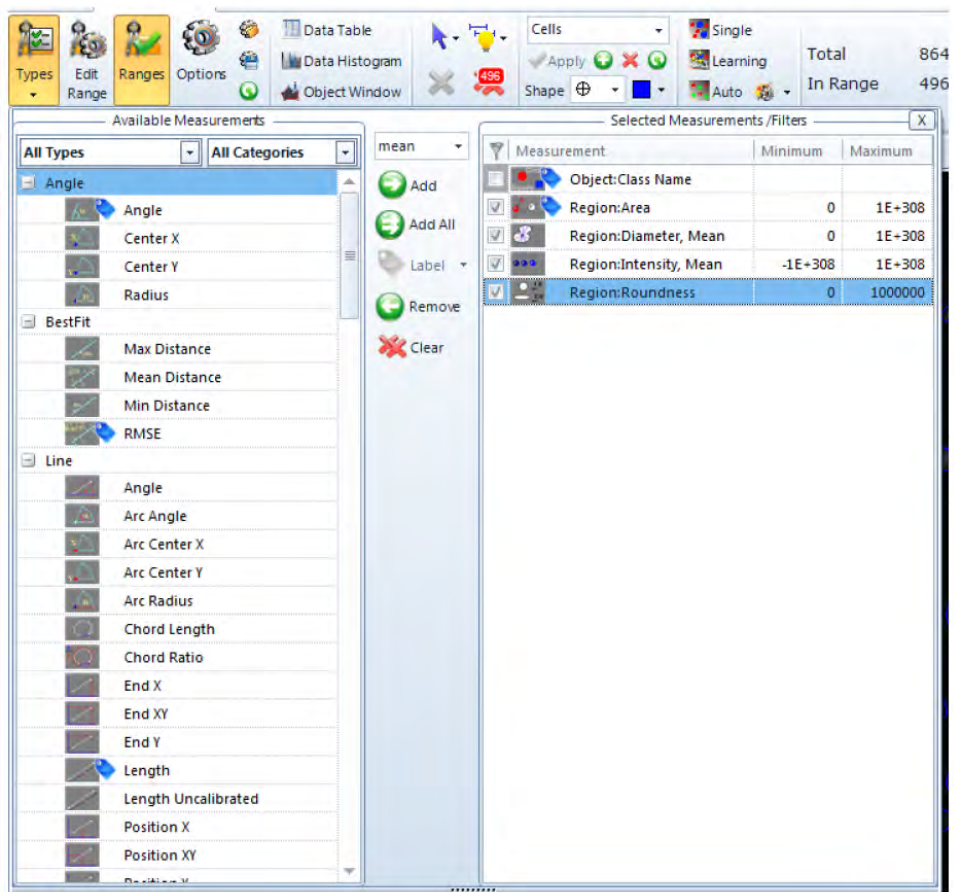 Types
Edit
Range
Ranges
Options
Data Table
Data Histogram
Object Window
496
Cells
Apply
Shape
Single
Learning
Auto
Total 864
In Range 496
Available Measurements
All Types All Categories
Angle
Angle
Center X
Center Y
Radius
BestFit
Max Distance
Mean Distance
Min Distance
RMSE
Line
Angle
Arc Angle
Arc Center X
Arc Center Y
Arc Radius
Chord Length
Chord Ratio
End X
End XY
End Y
Length
Length Uncalibrated
Position X
Position XY
mean
Add
Add All
Label
Remove
Clear
Selected Measurements /Filters X
Measurement Minimum Maximum
Object:Class Name
Region:Area 0 1E+308
Region:Diameter, Mean 0 1E+308
Region:Intensity, Mean -1E+308 1E+308
Region:Roundness 0 1000000